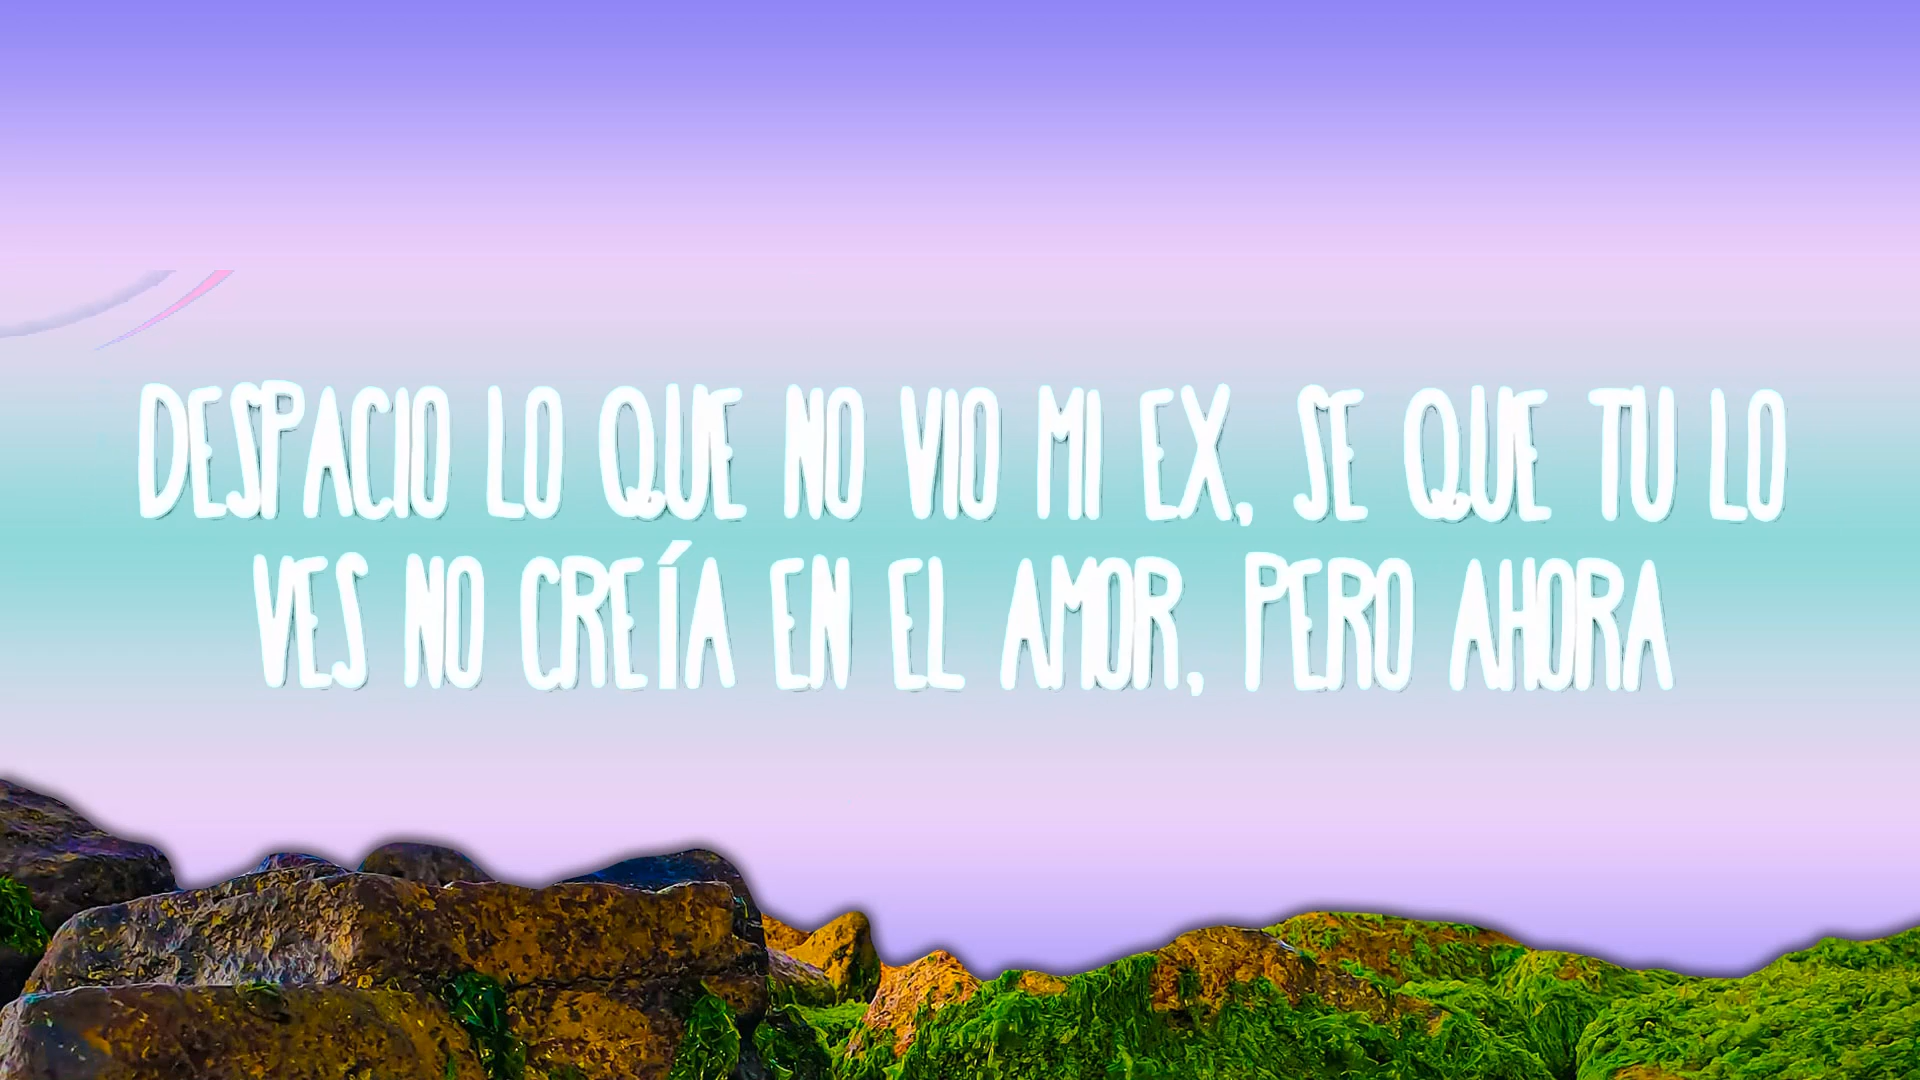 DESPACIO LO QUE NO VIO MI EX, SE QUE TU LO
VES NO CREÍA EN EL AMOR, PERO AHORA